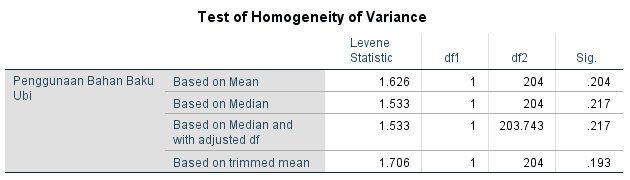 Test of Homogeneity of Variance
Levene
Statistic df1 df2 Sig.
Penggunaan Bahan Baku Based on Mean 1.626 1 204 .204
Ubi
Based on Median 1.533 1 204 .217
Based on Median and 1.533 1 203.743 .217
with adjusted df
Based on trimmed mean 1.706 1 204 .193